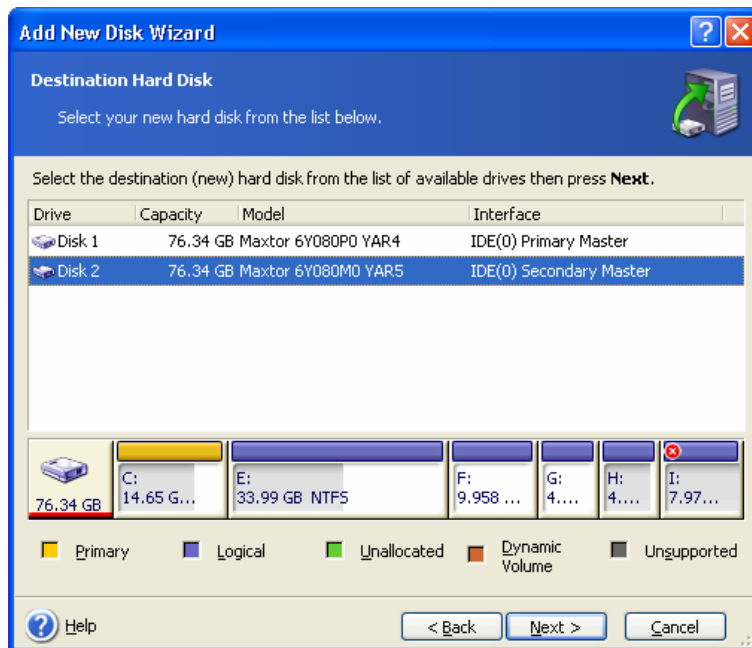 Add New Disk Wizard
Destination Hard Disk
Select your new hard disk from the list below.
Select the destination (new) hard disk from the list of available drives then press Next.
Drive Capacity Model Interface
Disk 1 76.34 GB Maxtor 6Y080P0 YAR4 IDE(0) Primary Master
Disk 2 76.34 GB Maxtor 6Y080M0 YAR5 IDE(0) Secondary Master
C: E: F: G: H: I:
76.34 GB 14.65 G... 33.99 GB NTFS 9.958 ... 4.... 4.... 7.97...
Primary Logical Unallocated Dynamic Volume Unsupported
Help < Back Next > Cancel